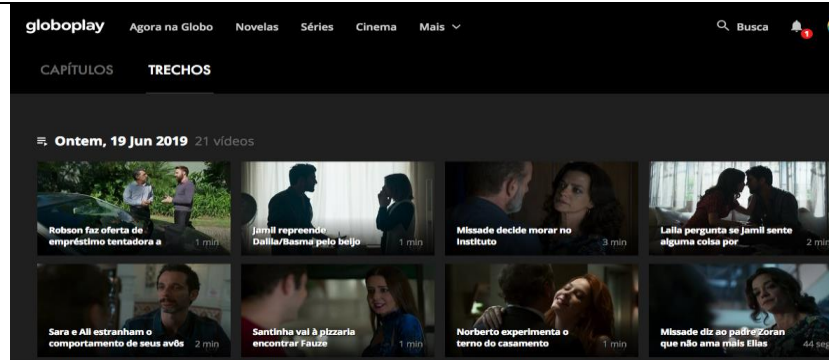 globoplay Agora na Globo Novelas Séries Cinema Mais Busca 1
CAPÍTULOS TRECHOS
Ontem, 19 Jun 2019 21 vídeos
Robson faz oferta de
empréstimo tentadora a 1 min
Jamil repreende
Dalila/Basma pelo beijo 1 min
Missade decide morar no
Instituto 3 min
Laila pergunta se Jamil sente
alguma coisa por 2 min
Sara e Ali estranham o
comportamento de seus avôs 2 min
Santinha vai à pizzaria
encontrar Fauze 1 min
Norberto experimenta o
terno do casamento 1 min
Missade diz ao padre Zoran
que não ama mais Elias 44 seg